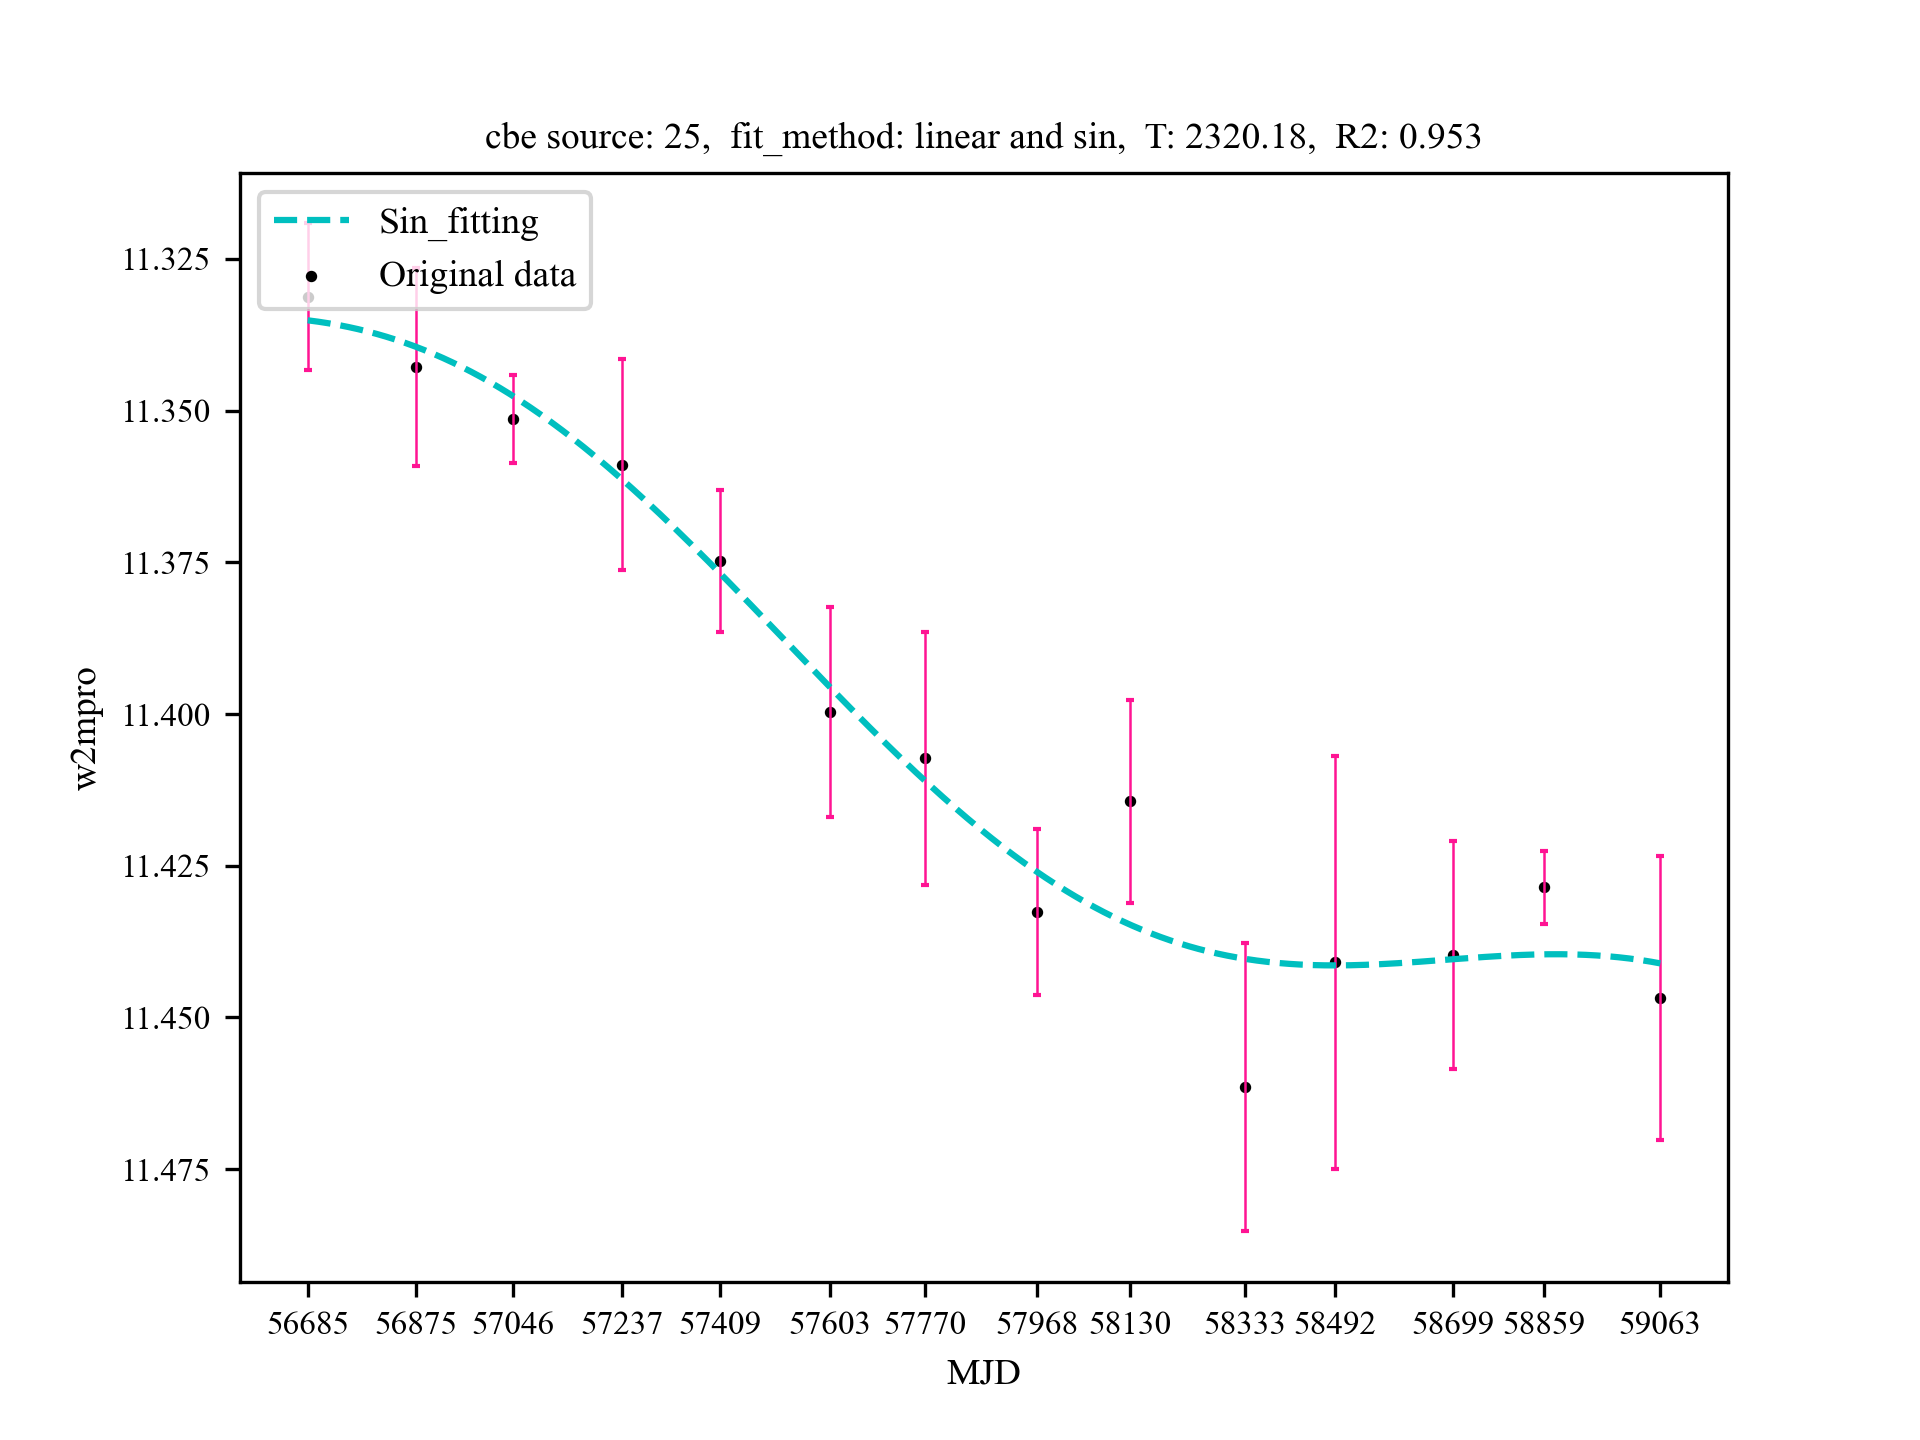 cbe source: 25,  fit_method: linear and sin,  T: 2320.18,  R2: 0.953
Sin_fitting
Original data
11.325
11.350
11.375
11.400
11.425
11.450
11.475
w2mpro
56685 56875 57046 57237 57409 57603 57770 57968 58130 58333 58492 58699 58859 59063
MJD